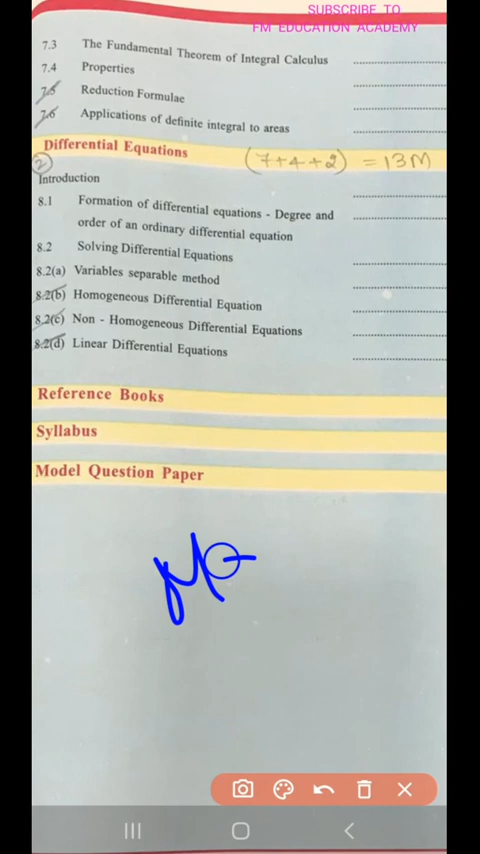 SUBSCRIBE TO
FM EDUCATION ACADEMY
7.3 The Fundamental Theorem of Integral Calculus
7.4 Properties
7.5 Reduction Formulae
7.6 Applications of definite integral to areas
Differential Equations (7+4+2) = 13M
2
Introduction
8.1 Formation of differential equations - Degree and
order of an ordinary differential equation
8.2 Solving Differential Equations
8.2(a) Variables separable method
8.2(b) Homogeneous Differential Equation
8.2(c) Non - Homogeneous Differential Equations
8.2(d) Linear Differential Equations
Reference Books
Syllabus
Model Question Paper